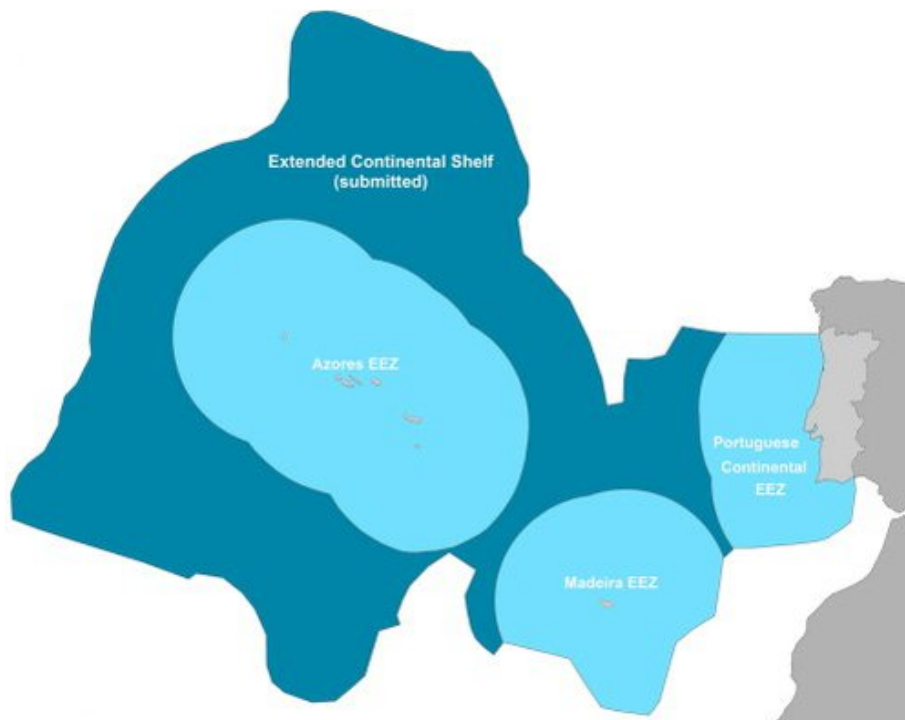 Extended Continental Shelf
(submitted)
Azores EEZ
Portuguese
Continental
EEZ
Madeira EEZ